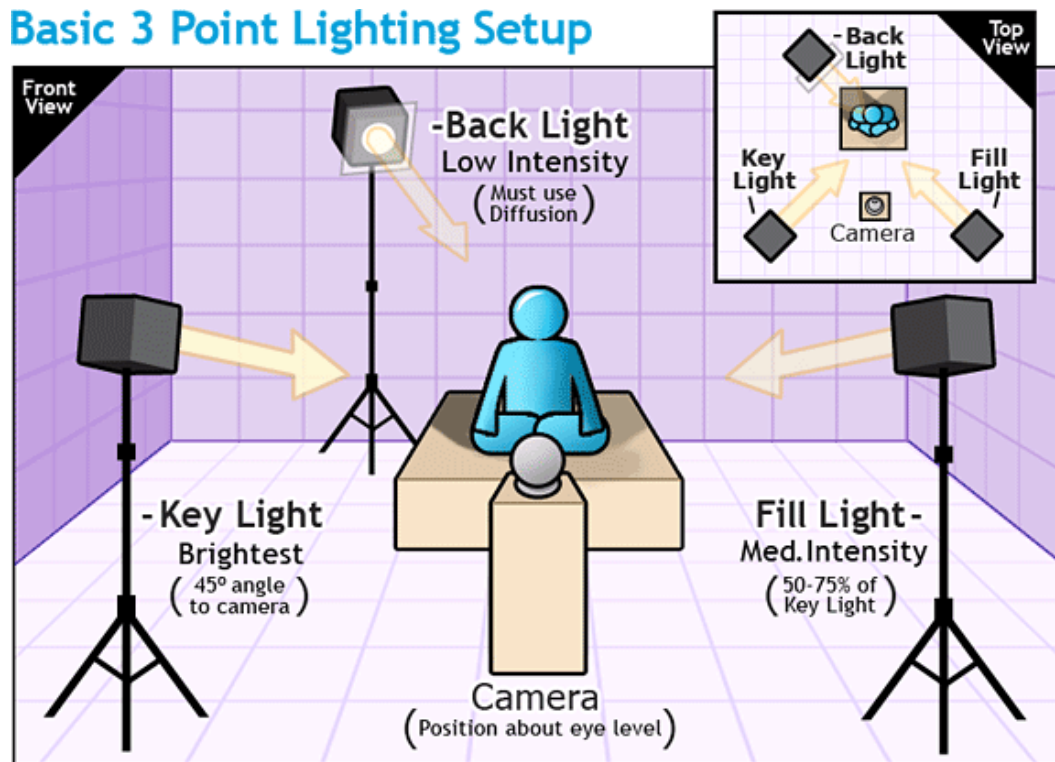 Basic 3 Point Lighting Setup
Front
View
-Back Light
Low Intensity
(Must use
Diffusion)
Top
View
-Back
Light
Key
Light
Fill
Light
Camera
-Key Light
Brightest
(45º angle
to camera)
Fill Light-
Med.Intensity
(50-75% of
Key Light)
Camera
(Position about eye level)